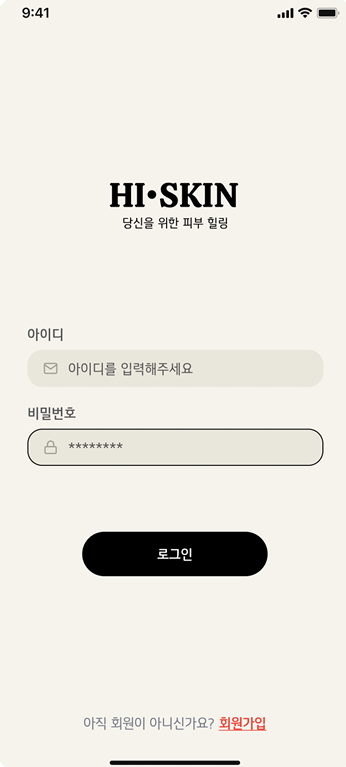 9:41
HI•SKIN
당신을 위한 피부 힐링
아이디
아이디를 입력해주세요
비밀번호
********
로그인
아직 회원이 아니신가요? 회원가입